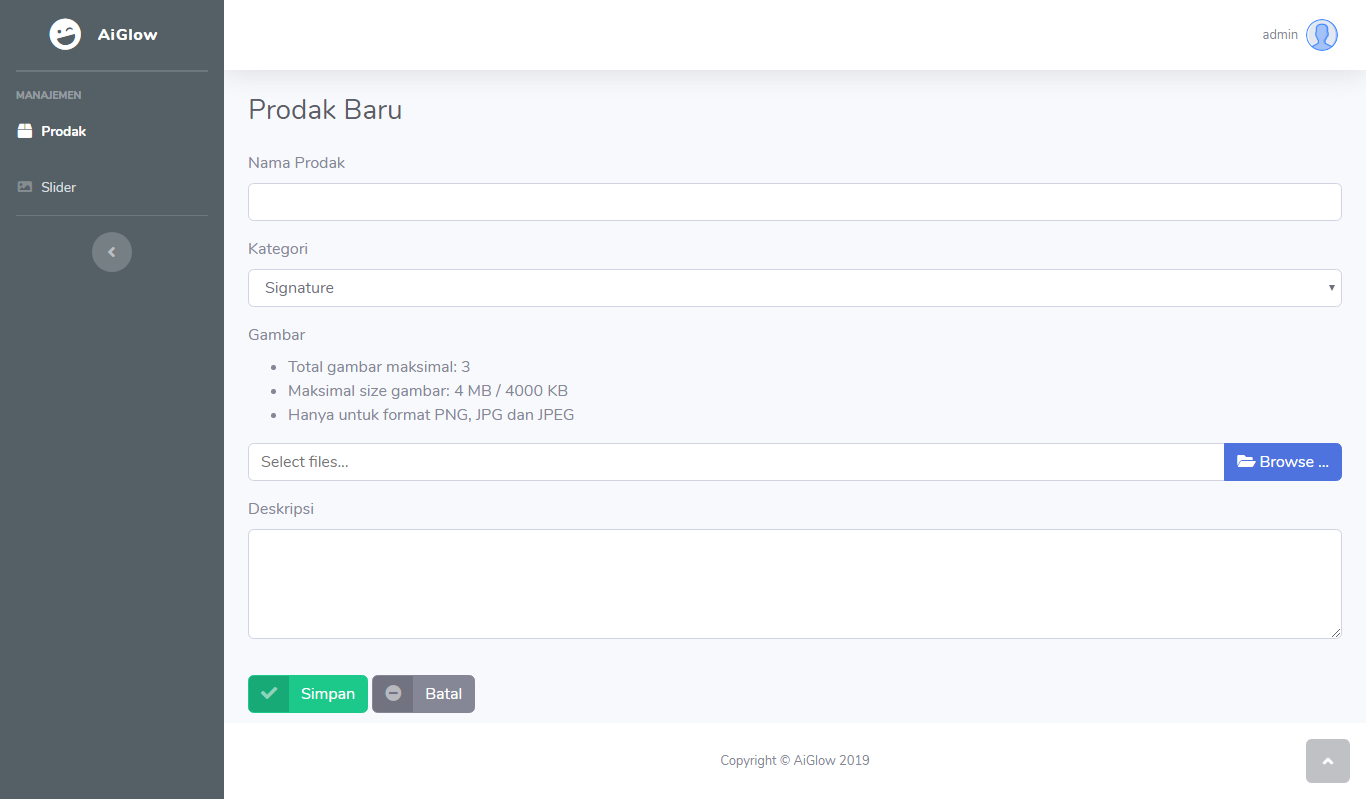 AiGlow
admin
MANAJEMEN
Prodak
Slider
Prodak Baru
Nama Prodak
Kategori
Signature
Gambar
Total gambar maksimal: 3
Maksimal size gambar: 4 MB / 4000 KB
Hanya untuk format PNG, JPG dan JPEG
Select files...
Browse ...
Deskripsi
Simpan
Batal
Copyright © AiGlow 2019